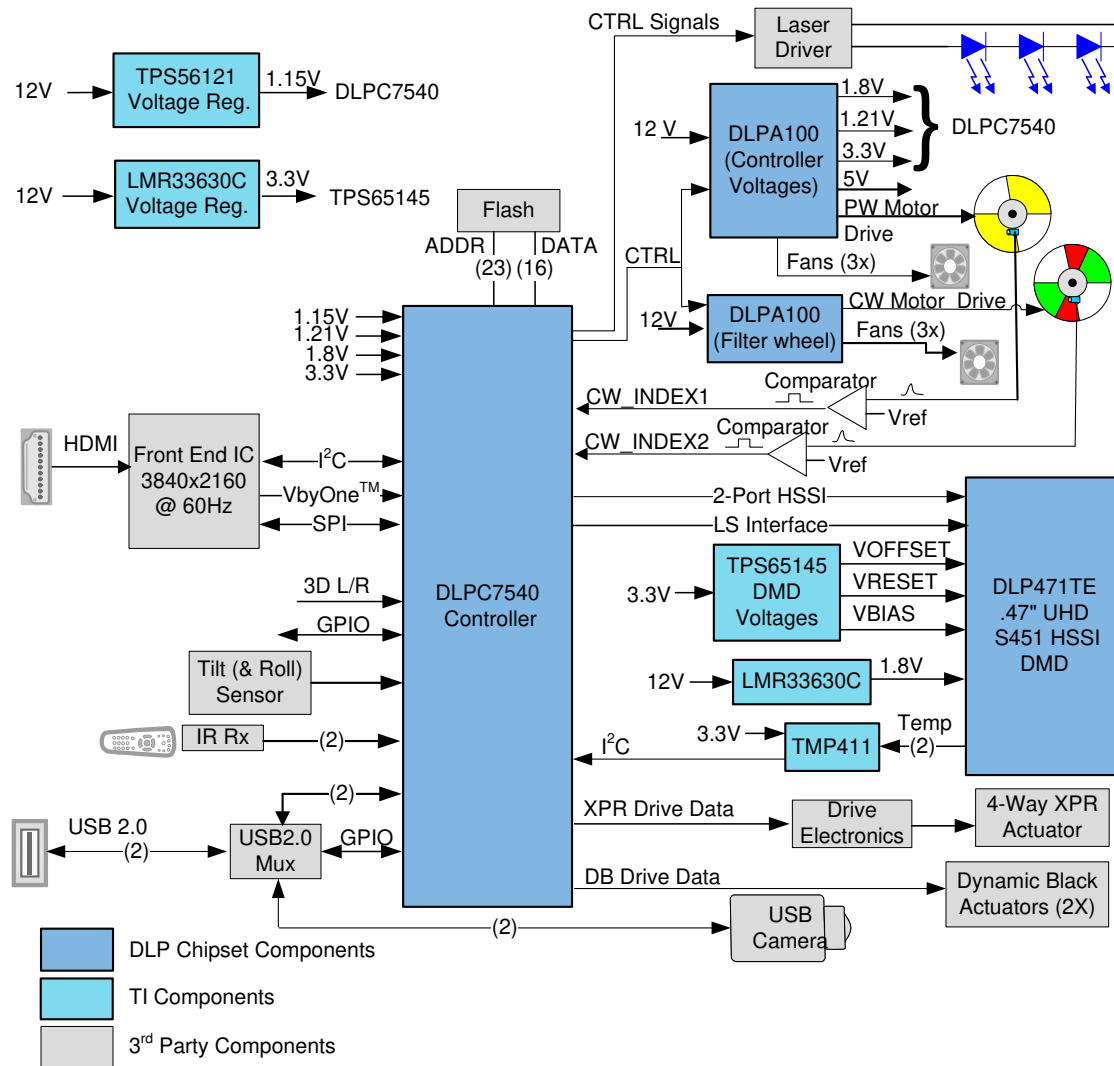 CTRL Signals
Laser
Driver
12V
TPS56121
Voltage Reg.
1.15V
DLPC7540
12V
LMR33630C
Voltage Reg.
3.3V
TPS65145
12 V
DLPA100
(Controller
Voltages)
1.8V
1.21V
3.3V
5V
DLPC7540
PW Motor
Drive
Fans (3x)
Flash
ADDR
(23)
DATA
(16)
CTRL
12V
DLPA100
(Filter wheel)
CW Motor Drive
Fans (3x)
1.15V
1.21V
1.8V
3.3V
CW_INDEX1
Comparator
Vref
CW_INDEX2
Comparator
Vref
HDMI
Front End IC
3840x2160
@ 60Hz
I2C
VbyOne™
SPI
2-Port HSSI
LS Interface
DLPC7540
Controller
3D L/R
GPIO
Tilt (& Roll)
Sensor
IR Rx
(2)
3.3V
TPS65145
DMD
Voltages
VOFFSET
VRESET
VBIAS
DLP471TE
.47" UHD
S451 HSSI
DMD
12V
LMR33630C
1.8V
3.3V
TMP411
Temp
(2)
I2C
XPR Drive Data
Drive
Electronics
4-Way XPR
Actuator
USB 2.0
(2)
USB2.0
Mux
(2)
GPIO
DB Drive Data
Dynamic Black
Actuators (2X)
(2)
USB
Camera
DLP Chipset Components
TI Components
3rd Party Components